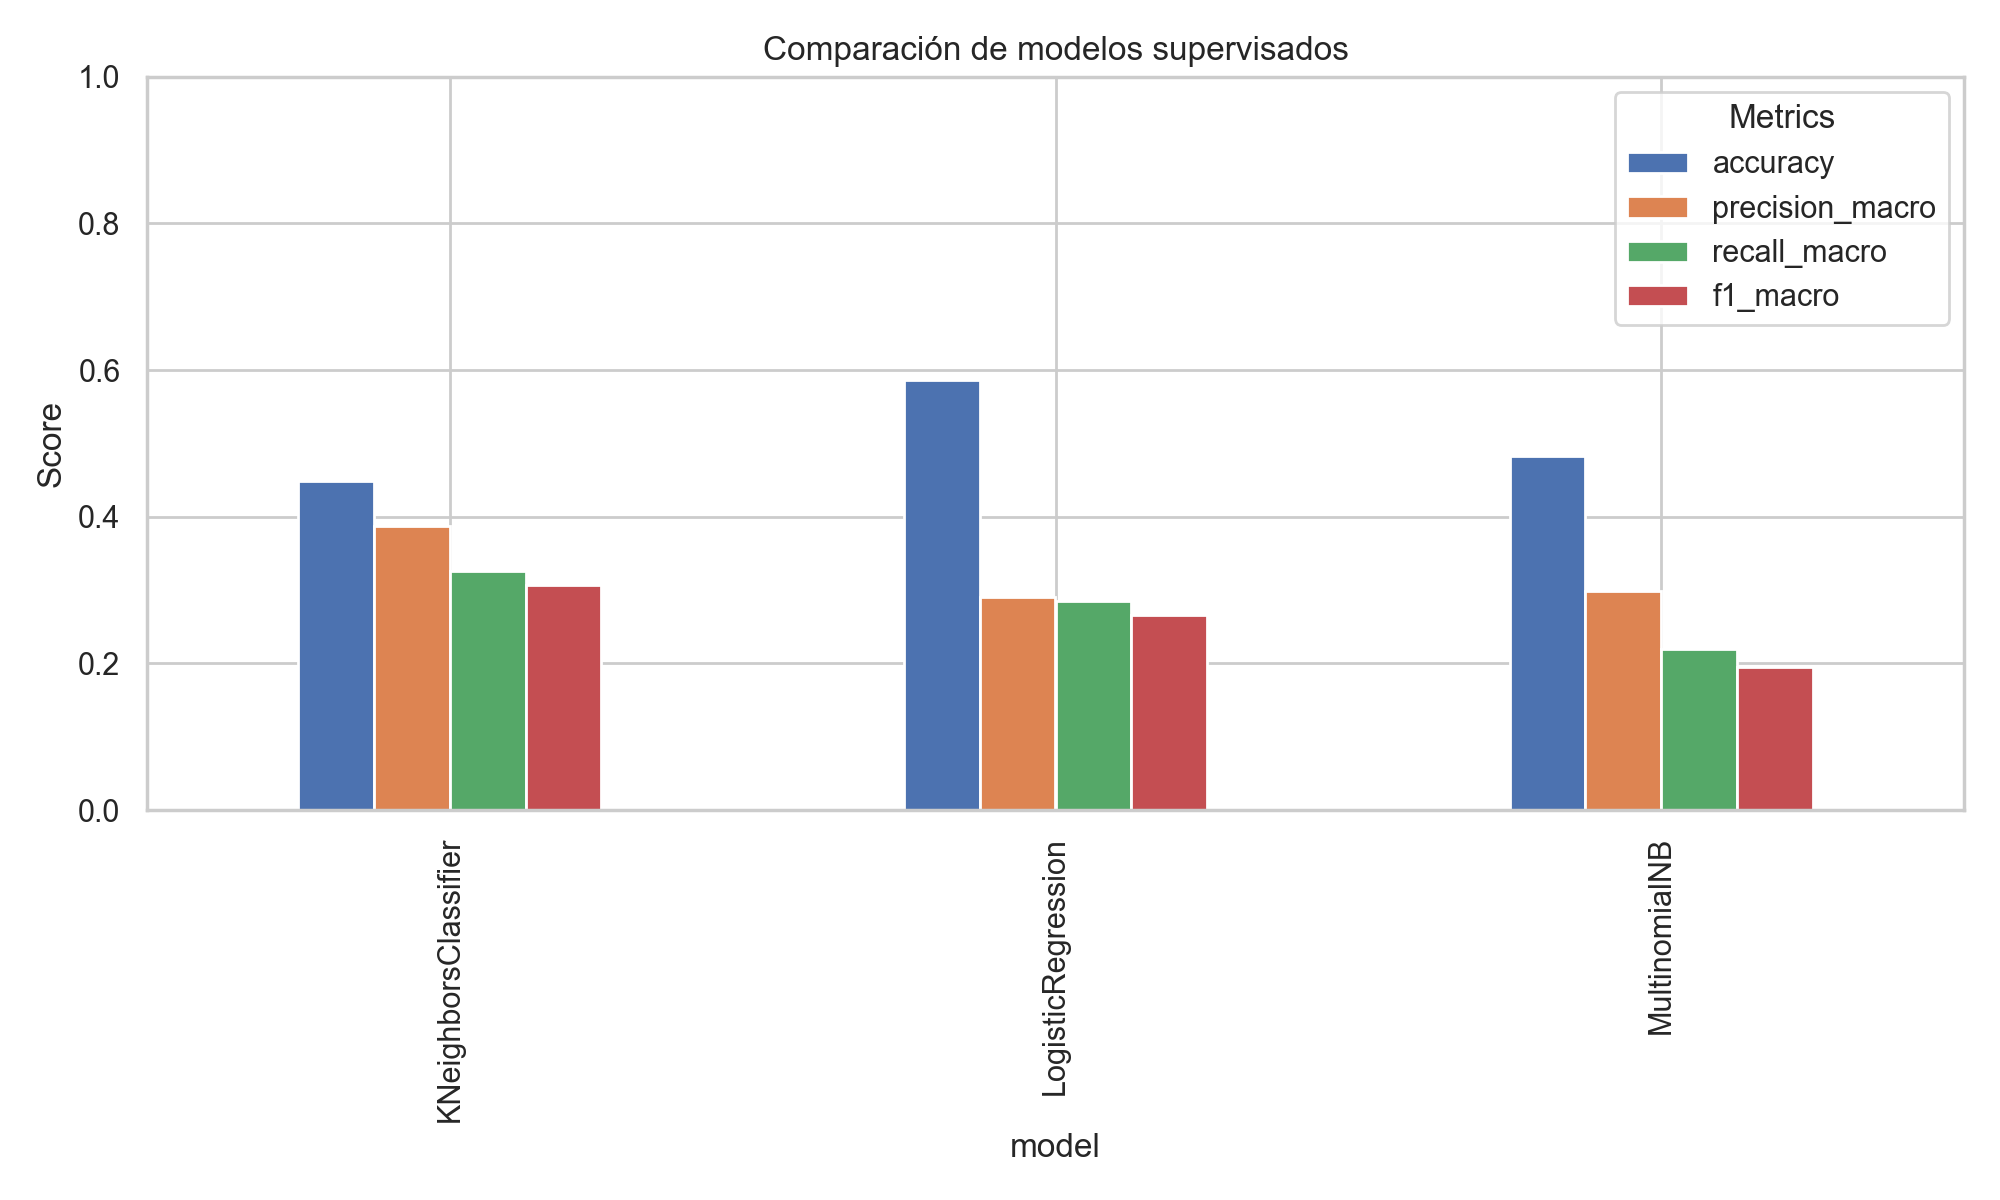 Comparación de modelos supervisados
1.0
0.8
0.6
0.4
0.2
0.0
Score
Metrics
accuracy
precision_macro
recall_macro
f1_macro
KNeighborsClassifier
LogisticRegression
MultinomialNB
model